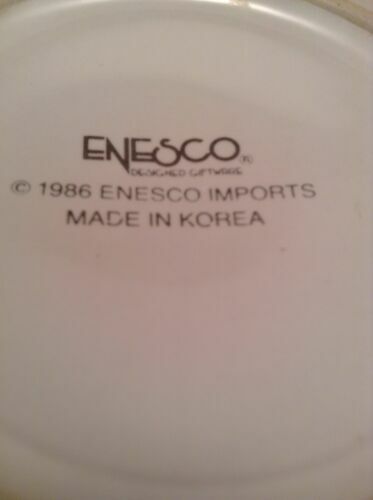 ENESCO®
DESIGNED GIFTWARE
© 1986 ENESCO IMPORTS
MADE IN KOREA